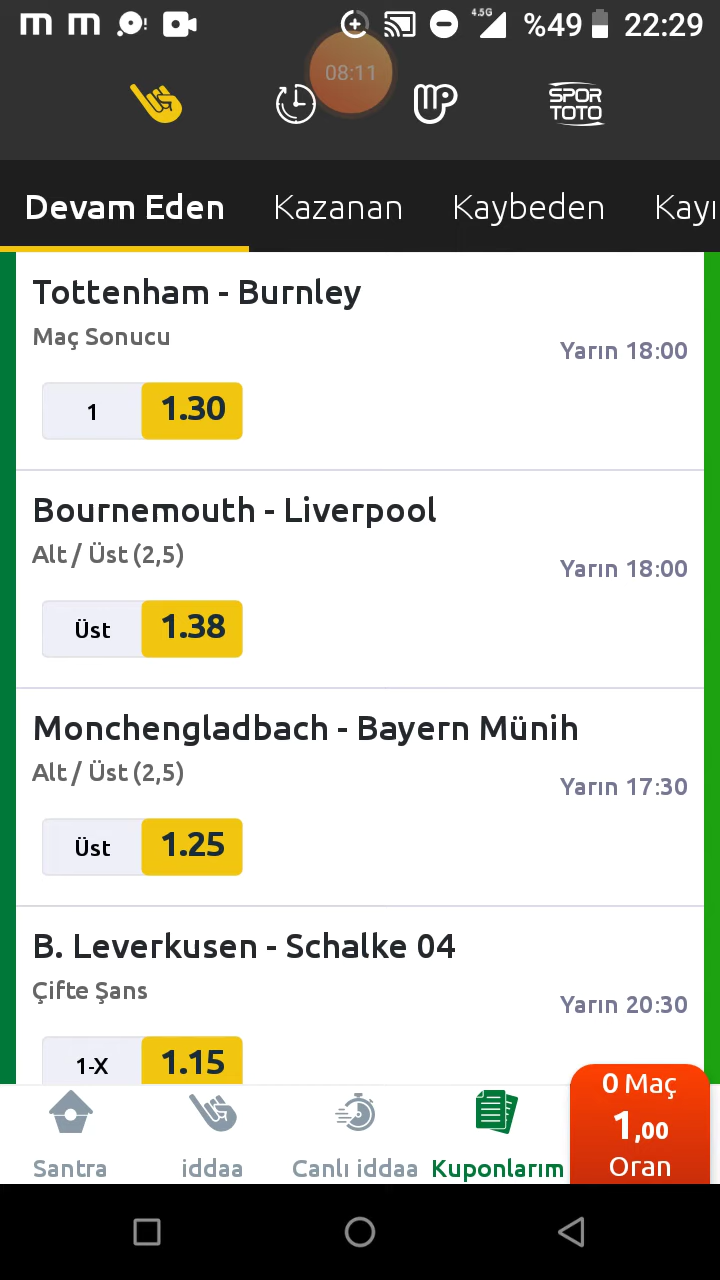 4.5G %49 22:29
08:11
SPOR
TOTO
Devam Eden Kazanan Kaybeden Kayı
Tottenham - Burnley
Maç Sonucu
Yarın 18:00
1 1.30
Bournemouth - Liverpool
Alt / Üst (2,5)
Yarın 18:00
Üst 1.38
Monchengladbach - Bayern Münih
Alt / Üst (2,5)
Yarın 17:30
Üst 1.25
B. Leverkusen - Schalke 04
Çifte Şans
Yarın 20:30
1-X 1.15
0 Maç
1,00
Oran
Santra iddaa Canlı iddaa Kuponlarım